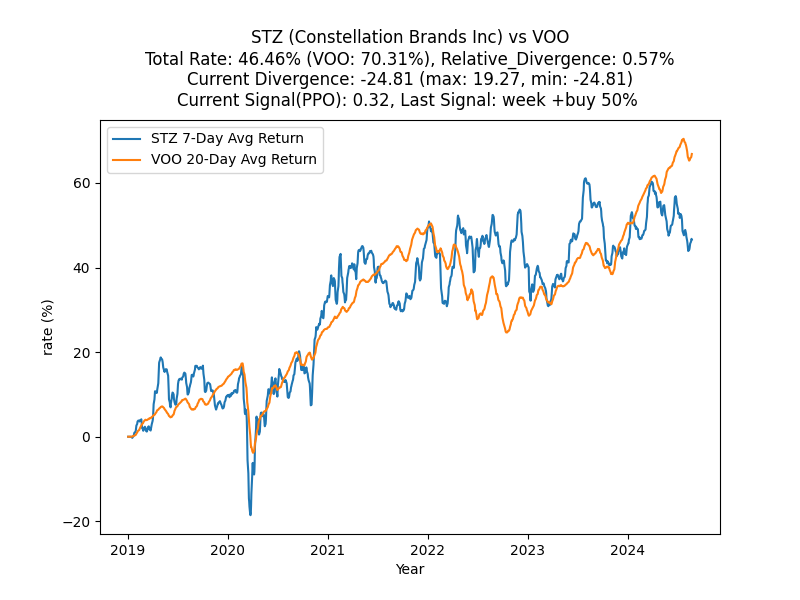 STZ (Constellation Brands Inc) vs VOO
Total Rate: 46.46% (VOO: 70.31%), Relative_Divergence: 0.57%
Current Divergence: -24.81 (max: 19.27, min: -24.81)
Current Signal(PPO): 0.32, Last Signal: week +buy 50%
STZ 7-Day Avg Return
VOO 20-Day Avg Return
rate (%)
60
40
20
0
−20
2019 2020 2021 2022 2023 2024
Year